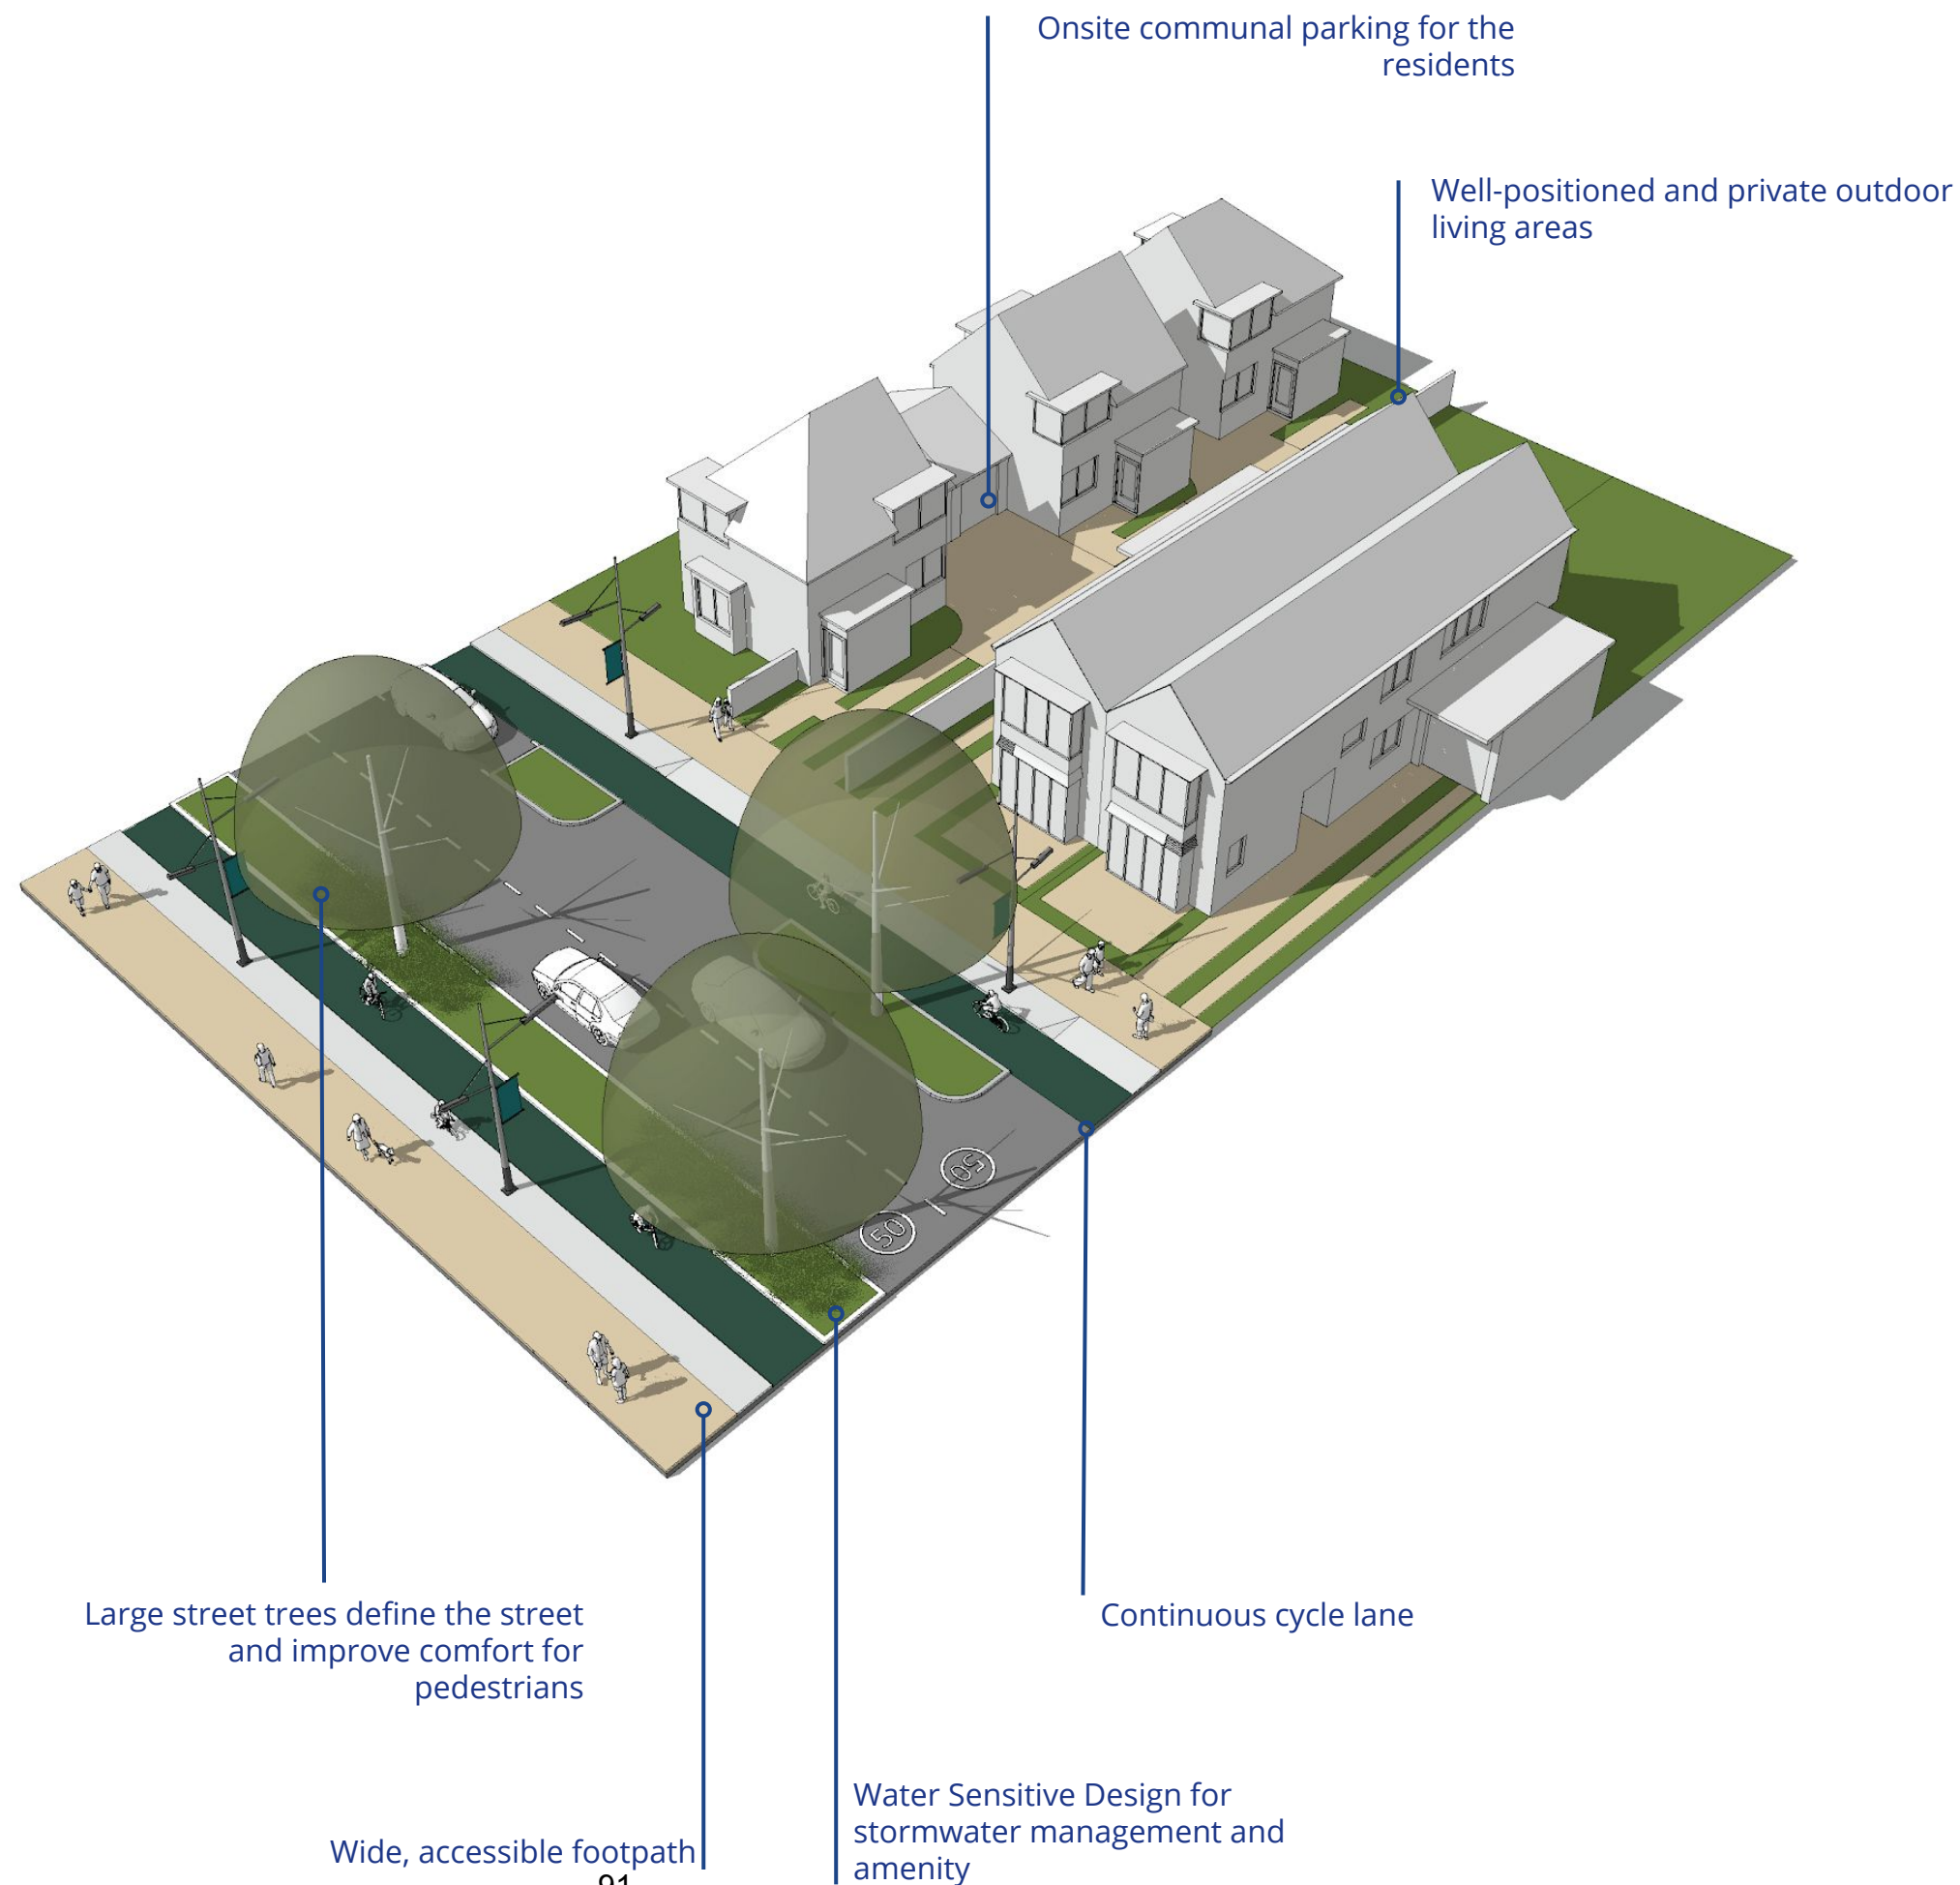 Onsite communal parking for the
residents
Well-positioned and private outdoor
living areas
50
50
Large street trees define the street
and improve comfort for
pedestrians
Continuous cycle lane
Water Sensitive Design for
stormwater management and
amenity
Wide, accessible footpath
91